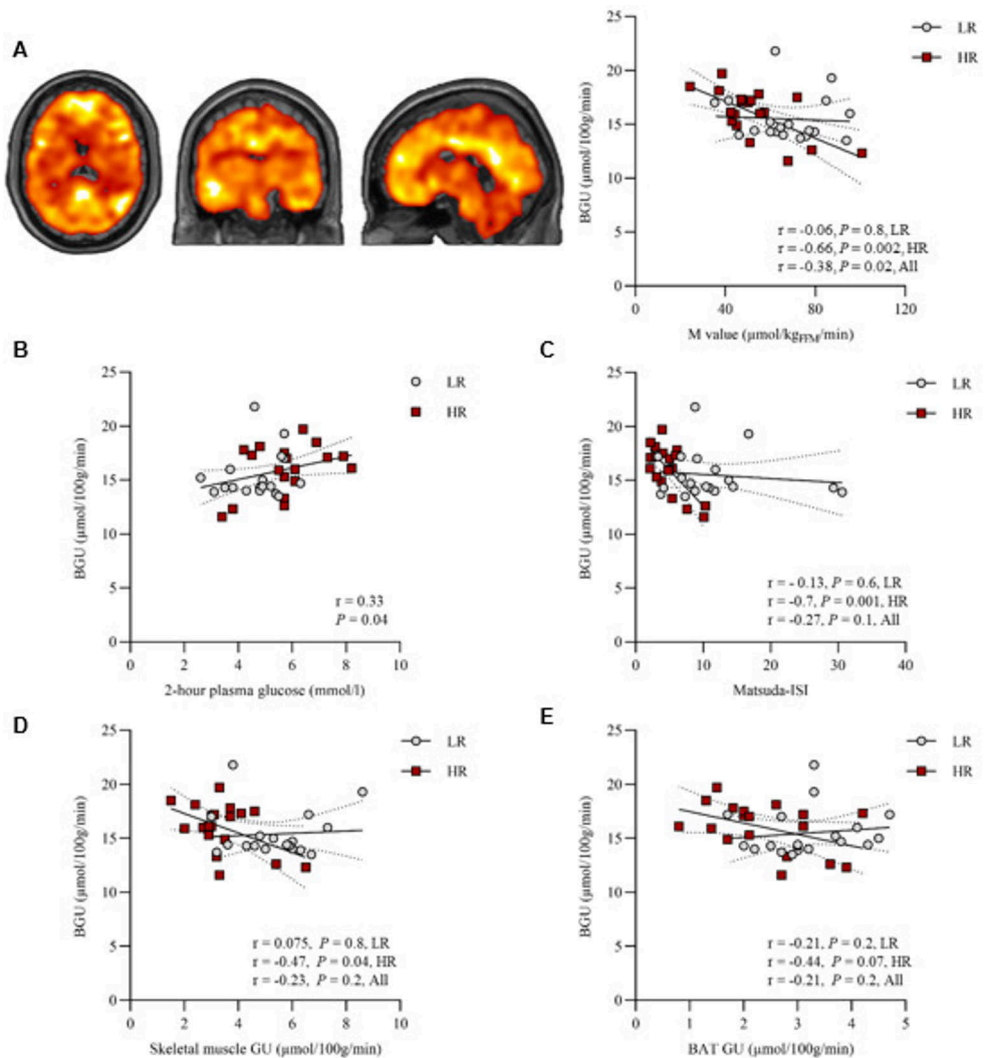 A
25
20
15
10
5
0
BGU (µmol/100g/min)
LR
HR
r = -0.06, P = 0.8, LR
r = -0.66, P = 0.002, HR
r = -0.38, P = 0.02, All
0 40 80 120
M value (µmol/kgFFM/min)
B
25
20
15
10
5
0
BGU (µmol/100g/min)
LR
HR
r = 0.33
P = 0.04
0 2 4 6 8 10
2-hour plasma glucose (mmol/l)
C
25
20
15
10
5
0
BGU (µmol/100g/min)
LR
HR
r = - 0.13, P = 0.6, LR
r = -0.7, P = 0.001, HR
r = -0.27, P = 0.1, All
0 10 20 30 40
Matsuda-ISI
D
25
20
15
10
5
0
BGU (µmol/100g/min)
LR
HR
r = 0.075, P = 0.8, LR
r = -0.47, P = 0.04, HR
r = -0.23, P = 0.2, All
0 2 4 6 8 10
Skeletal muscle GU (µmol/100g/min)
E
25
20
15
10
5
0
BGU (µmol/100g/min)
LR
HR
r = -0.21, P = 0.2, LR
r = -0.44, P = 0.07, HR
r = -0.21, P = 0.2, All
0 1 2 3 4 5
BAT GU (µmol/100g/min)